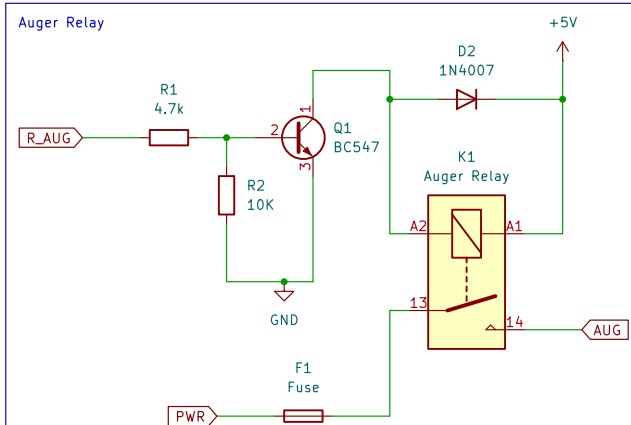 Auger Relay
+5V
D2
1N4007
R1
4.7k
1
Q1
BC547
2
3
R_AUG
R2
10K
K1
Auger Relay
A2
A1
GND
13
14
AUG
F1
Fuse
PWR